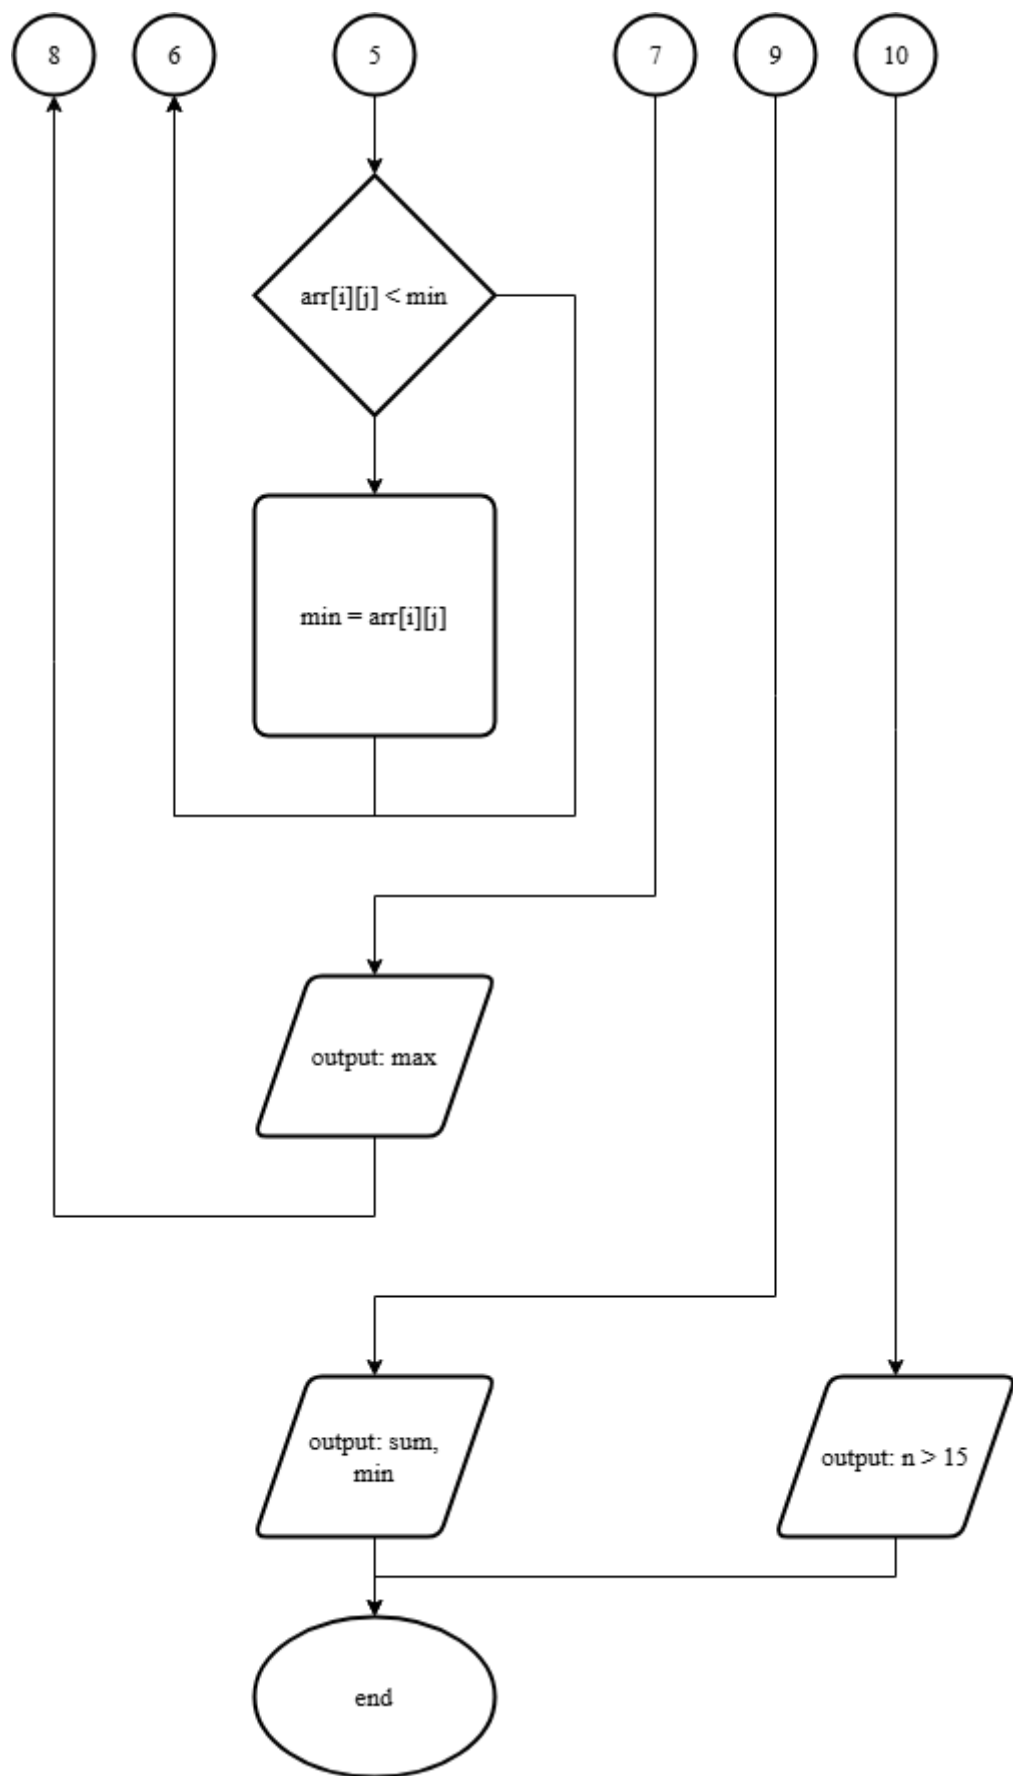 8
6
5
7
9
10
arr[i][j] < min
min = arr[i][j]
output: max
output: sum,
min
output: n > 15
end